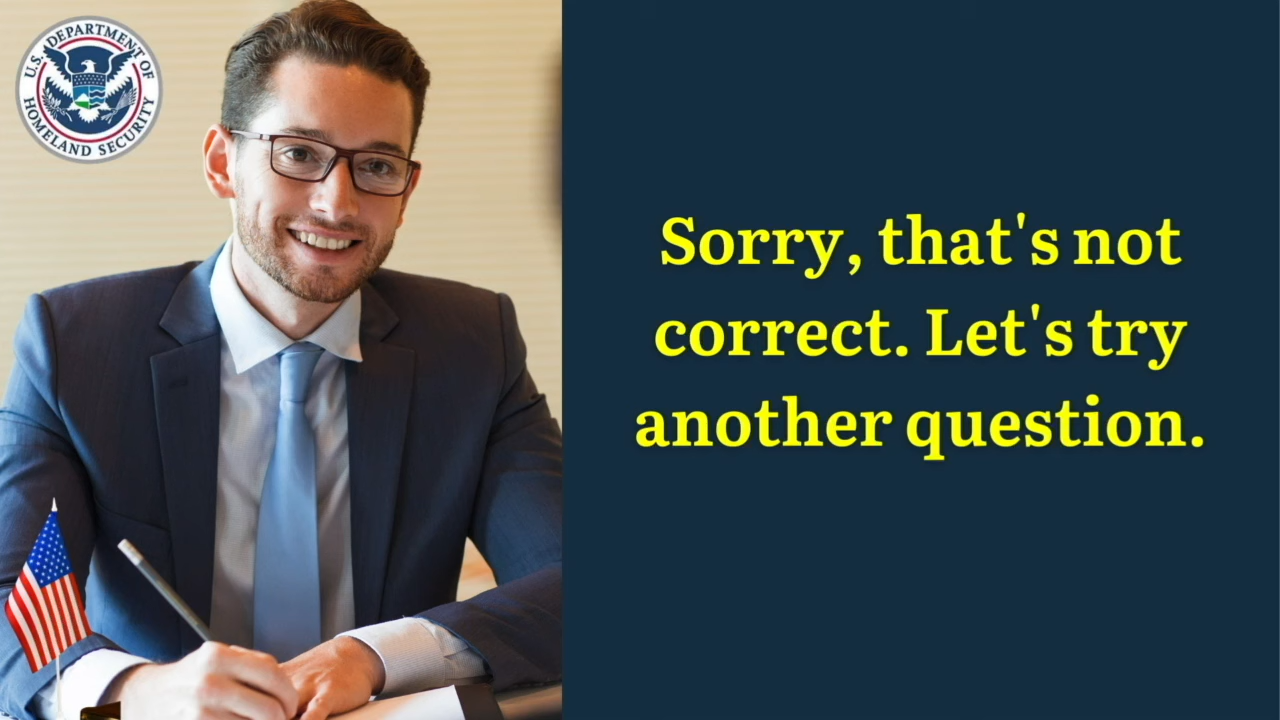 U.S. DEPARTMENT OF
HOMELAND SECURITY
Sorry, that's not
correct. Let's try
another question.